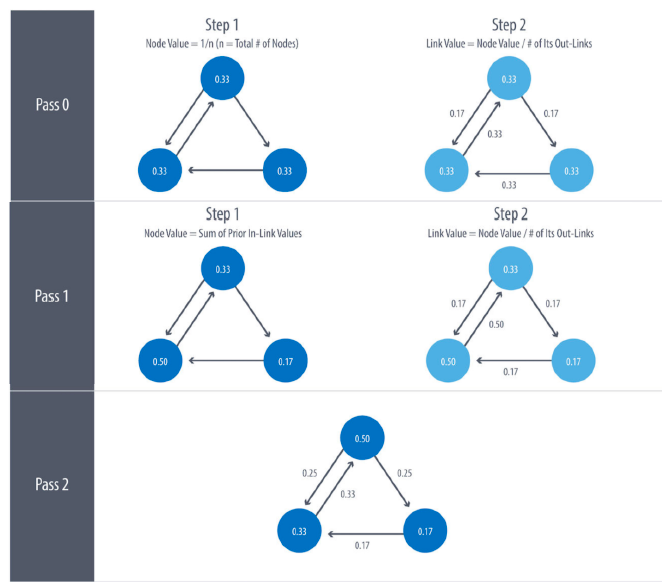 Step 1
Node Value = 1/n (n = Total # of Nodes)
Step 2
Link Value = Node Value / # of Its Out-Links
Pass 0
0.33
0.33
0.33
0.33
0.17
0.17
0.33
0.33
0.33
0.33
Step 1
Node Value = Sum of Prior In-Link Values
Step 2
Link Value = Node Value / # of Its Out-Links
Pass 1
0.33
0.50
0.17
0.33
0.17
0.17
0.50
0.50
0.17
0.17
Pass 2
0.50
0.25
0.25
0.33
0.33
0.17
0.17